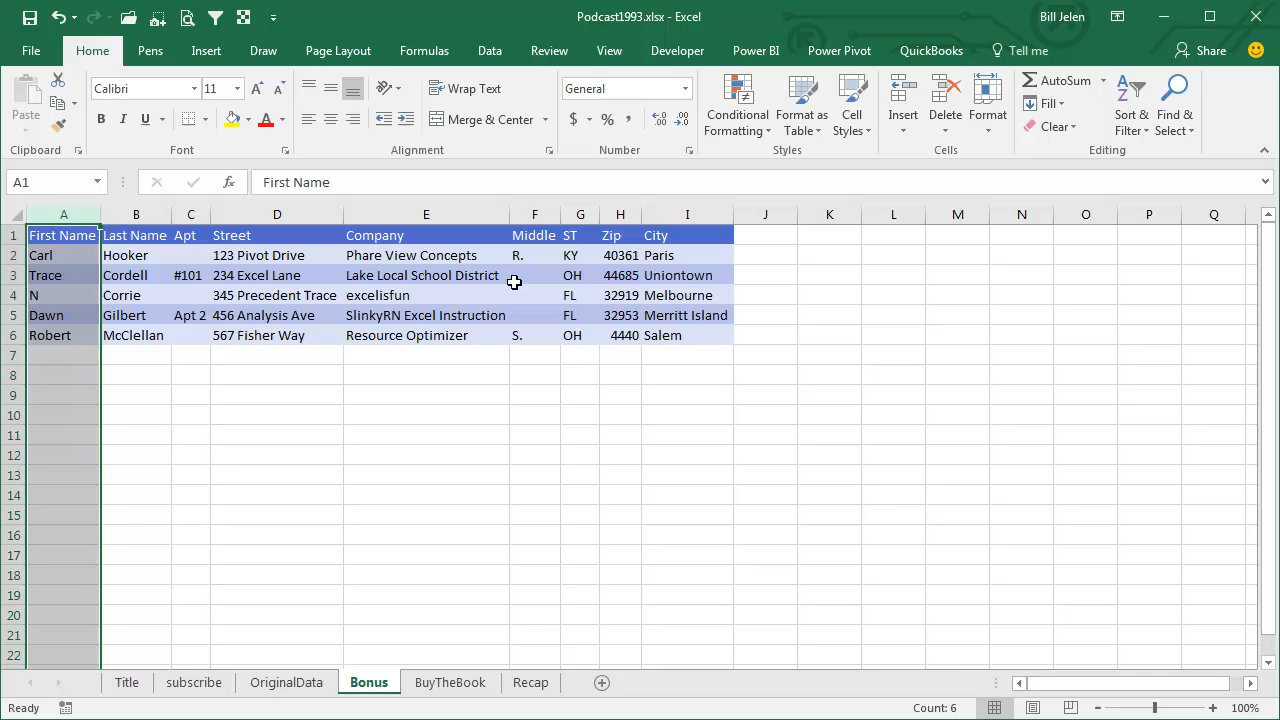 Podcast1993.xlsx - Excel
Bill Jelen
File Home Pens Insert Draw Page Layout Formulas Data Review View Developer Power BI Power Pivot QuickBooks Tell me Share
Paste
Calibri 11
B I U
Wrap Text
Merge & Center
General
$ % ,
Conditional Formatting
Format as Table
Cell Styles
Insert Delete Format
AutoSum
Fill
Clear
Sort & Filter
Find & Select
Clipboard Font Alignment Number Styles Cells Editing
A1 fx First Name
A B C D E F G H I J K L M N O P Q
1 First Name Last Name Apt Street Company Middle ST Zip City
2 Carl Hooker 123 Pivot Drive Phare View Concepts R. KY 40361 Paris
3 Trace Cordell #101 234 Excel Lane Lake Local School District OH 44685 Uniontown
4 N Corrie 345 Precedent Trace excelisfun FL 32919 Melbourne
5 Dawn Gilbert Apt 2 456 Analysis Ave SlinkyRN Excel Instruction FL 32953 Merritt Island
6 Robert McClellan 567 Fisher Way Resource Optimizer S. OH 4440 Salem
7
8
9
10
11
12
13
14
15
16
17
18
19
20
21
22
Title subscribe OriginalData Bonus BuyTheBook Recap
Ready Count: 6 100%